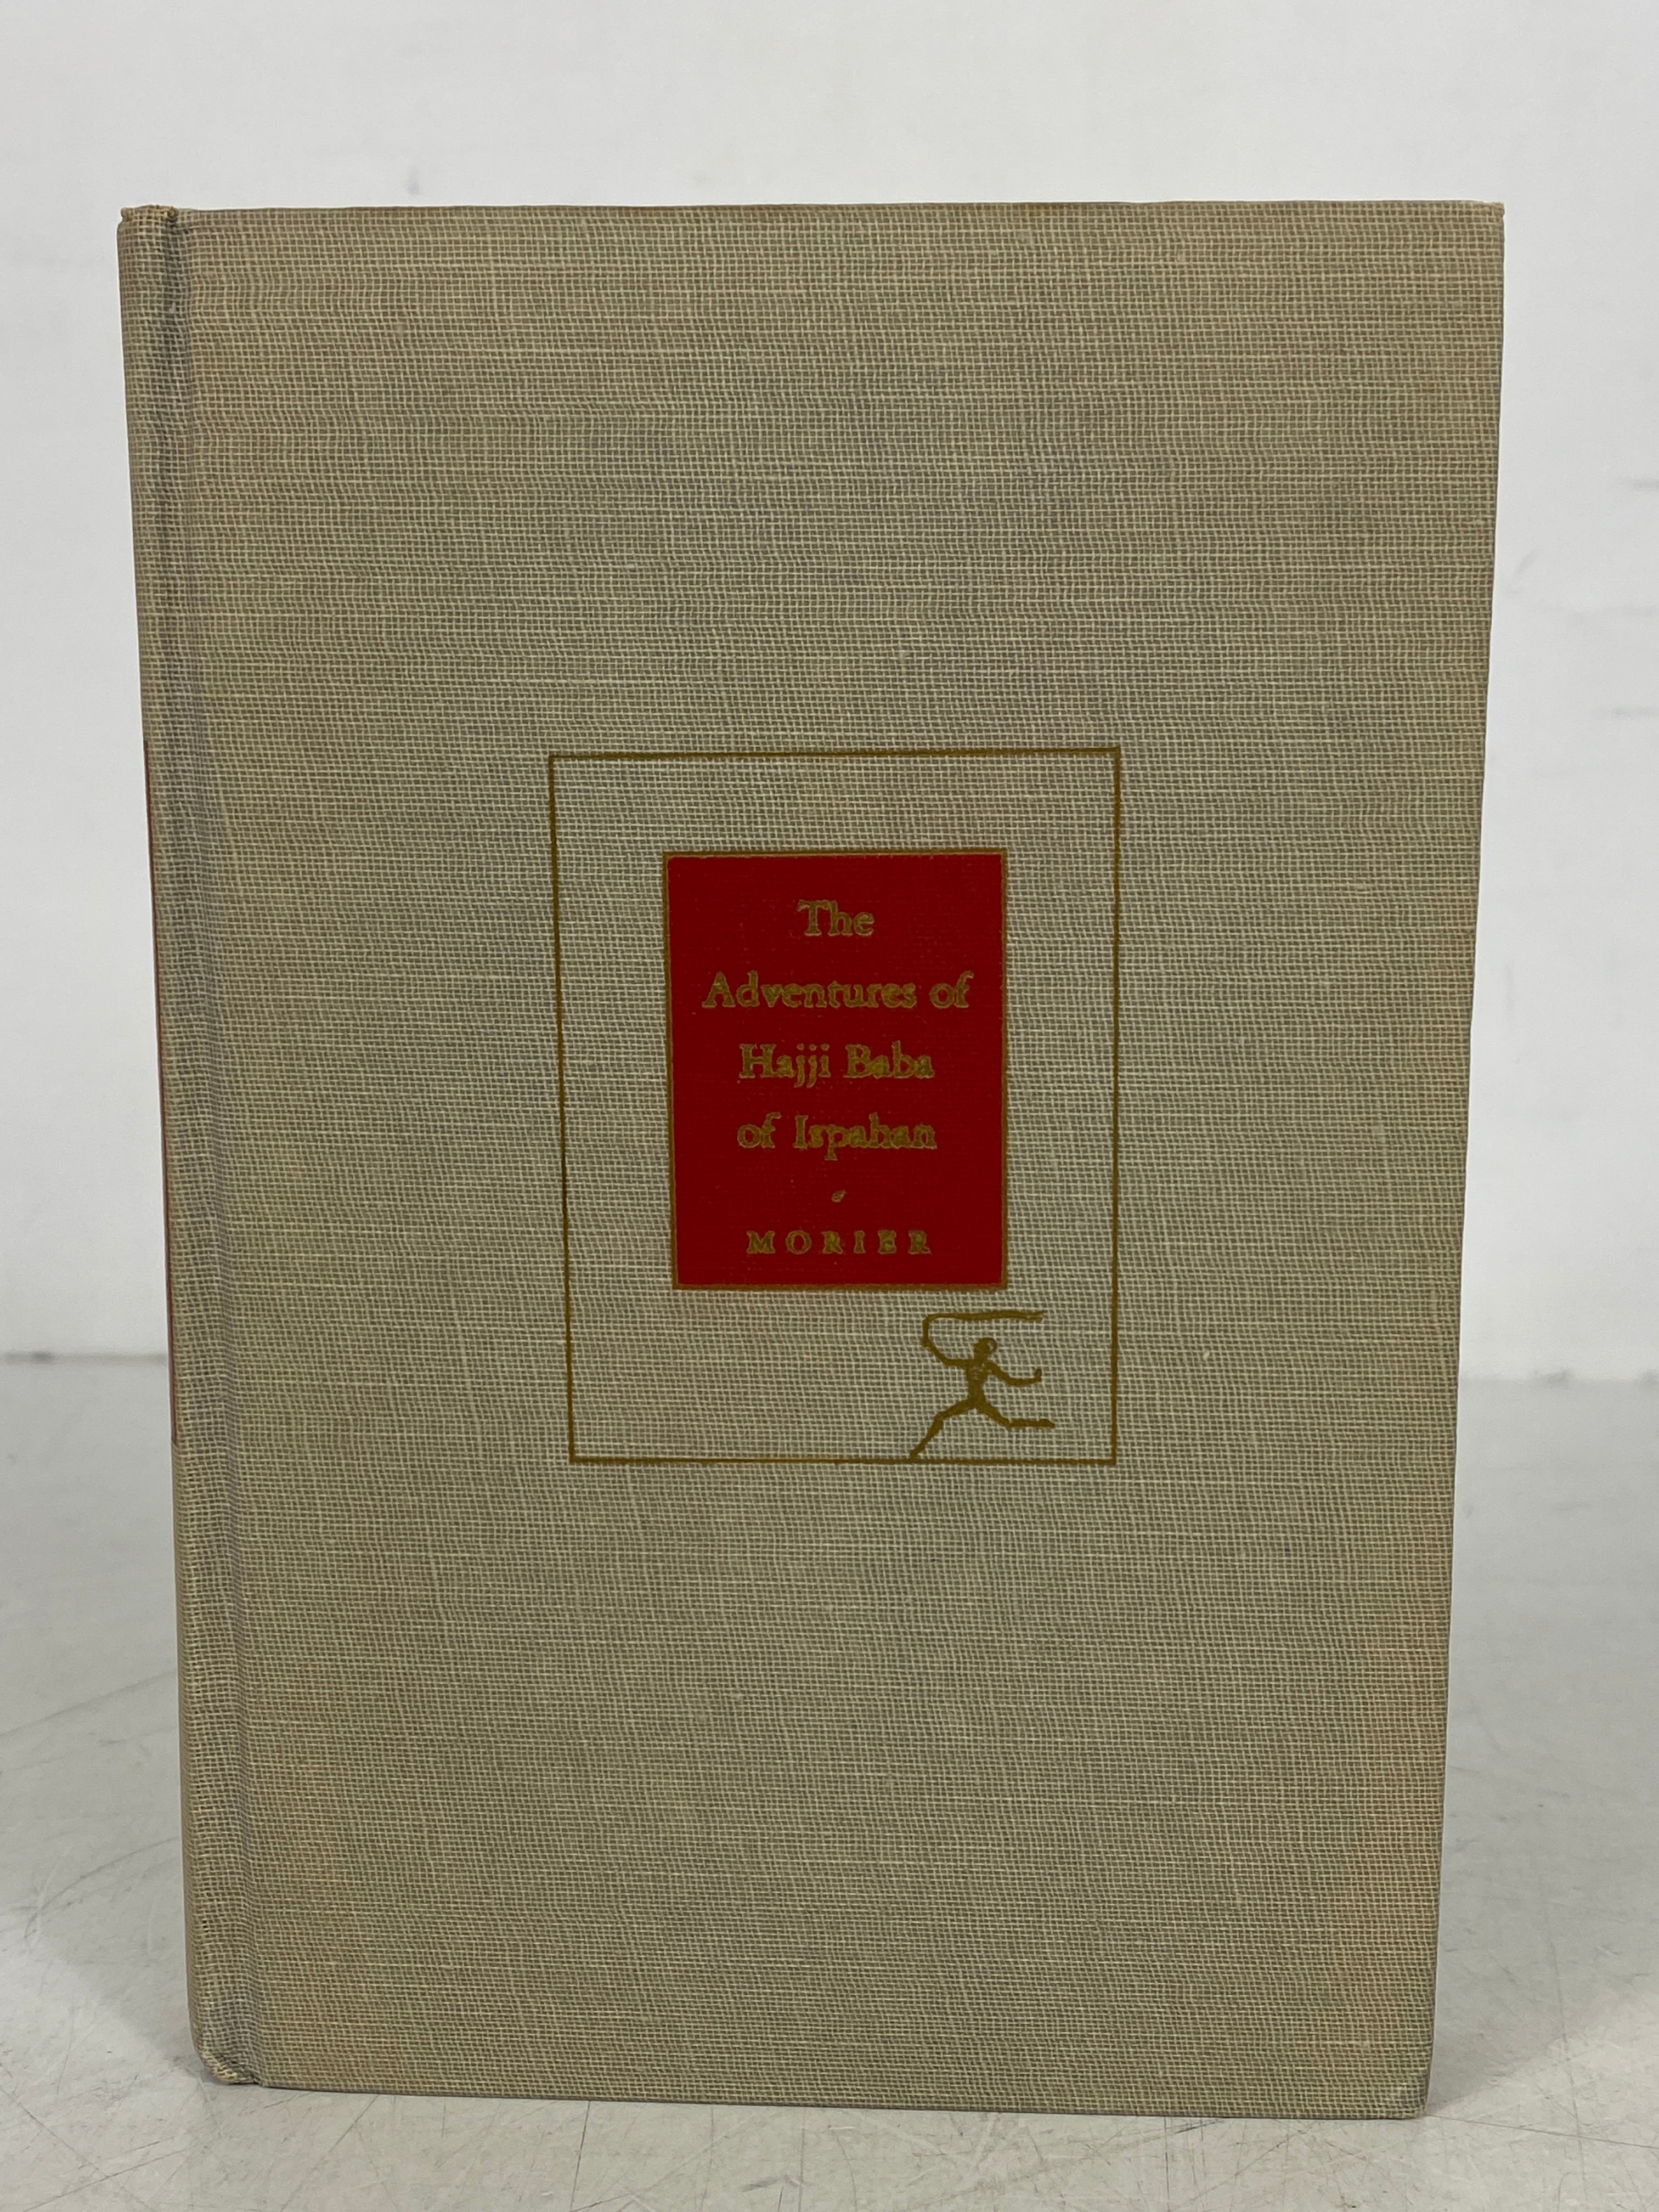 The
Adventures of
Hajji Baba
of Ispahan
MORIER